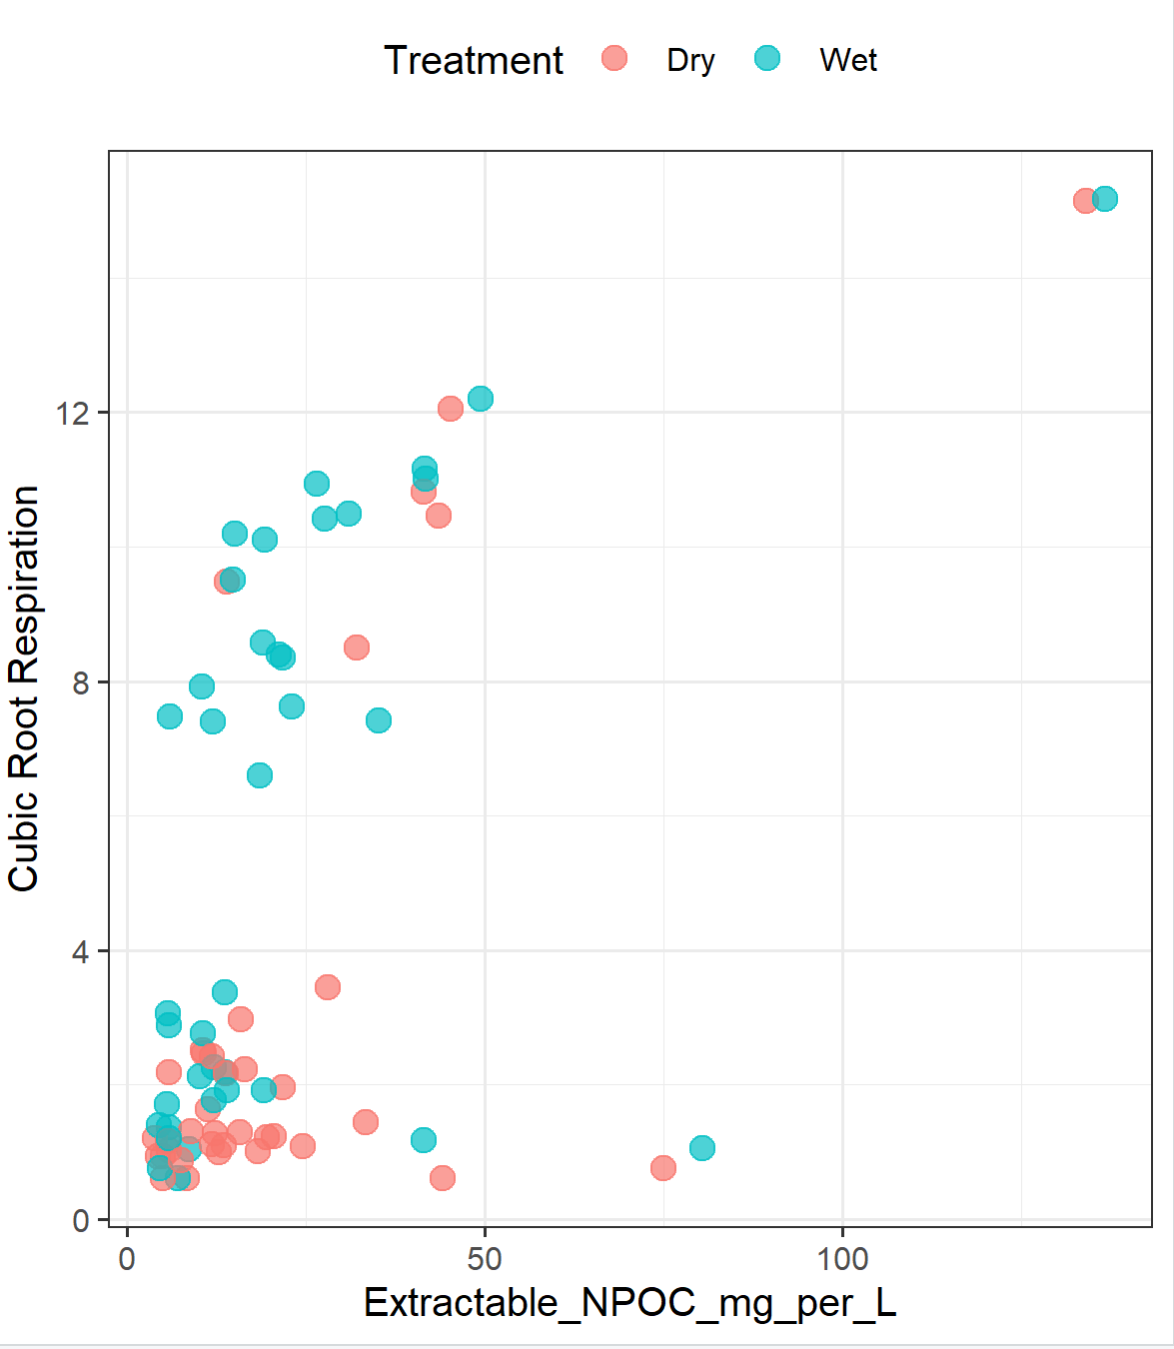 Treatment Dry Wet
Cubic Root Respiration
12
8
4
0
0 50 100
Extractable_NPOC_mg_per_L